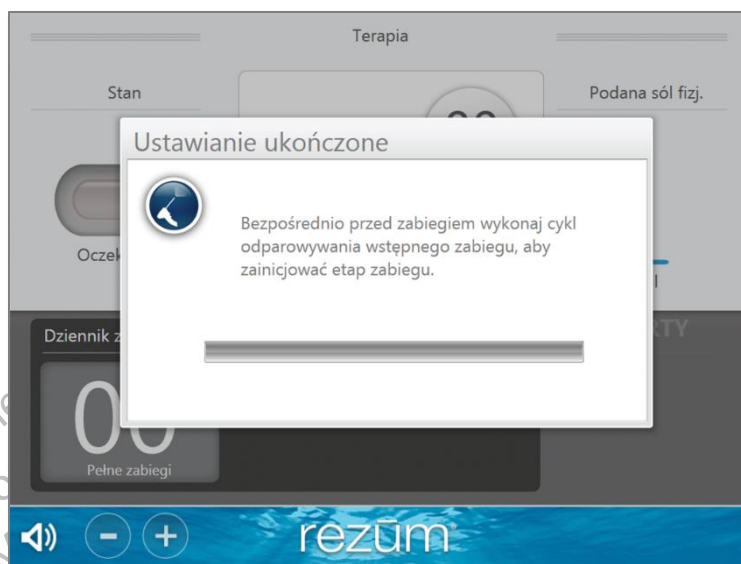 Terapia
Stan
Podana sól fizj.
Ustawianie ukończone
Bezpośrednio przed zabiegiem wykonaj cykl
odparowywania wstępnego zabiegu, aby
zainicjować etap zabiegu.
Dziennik
00
Pełne zabiegi
rezūm